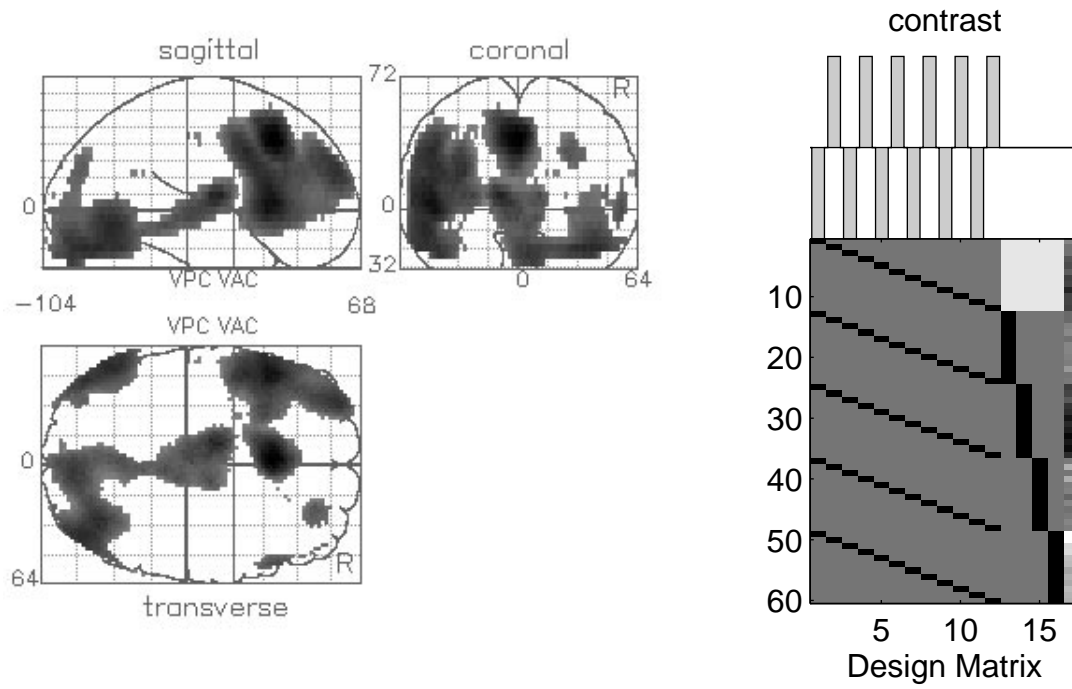 sagittal
coronal
72
R
0
0
VPC VAC
32
0
64
-104
68
VPC VAC
0
R
64
transverse
contrast
10
20
30
40
50
60
5 10 15
Design Matrix